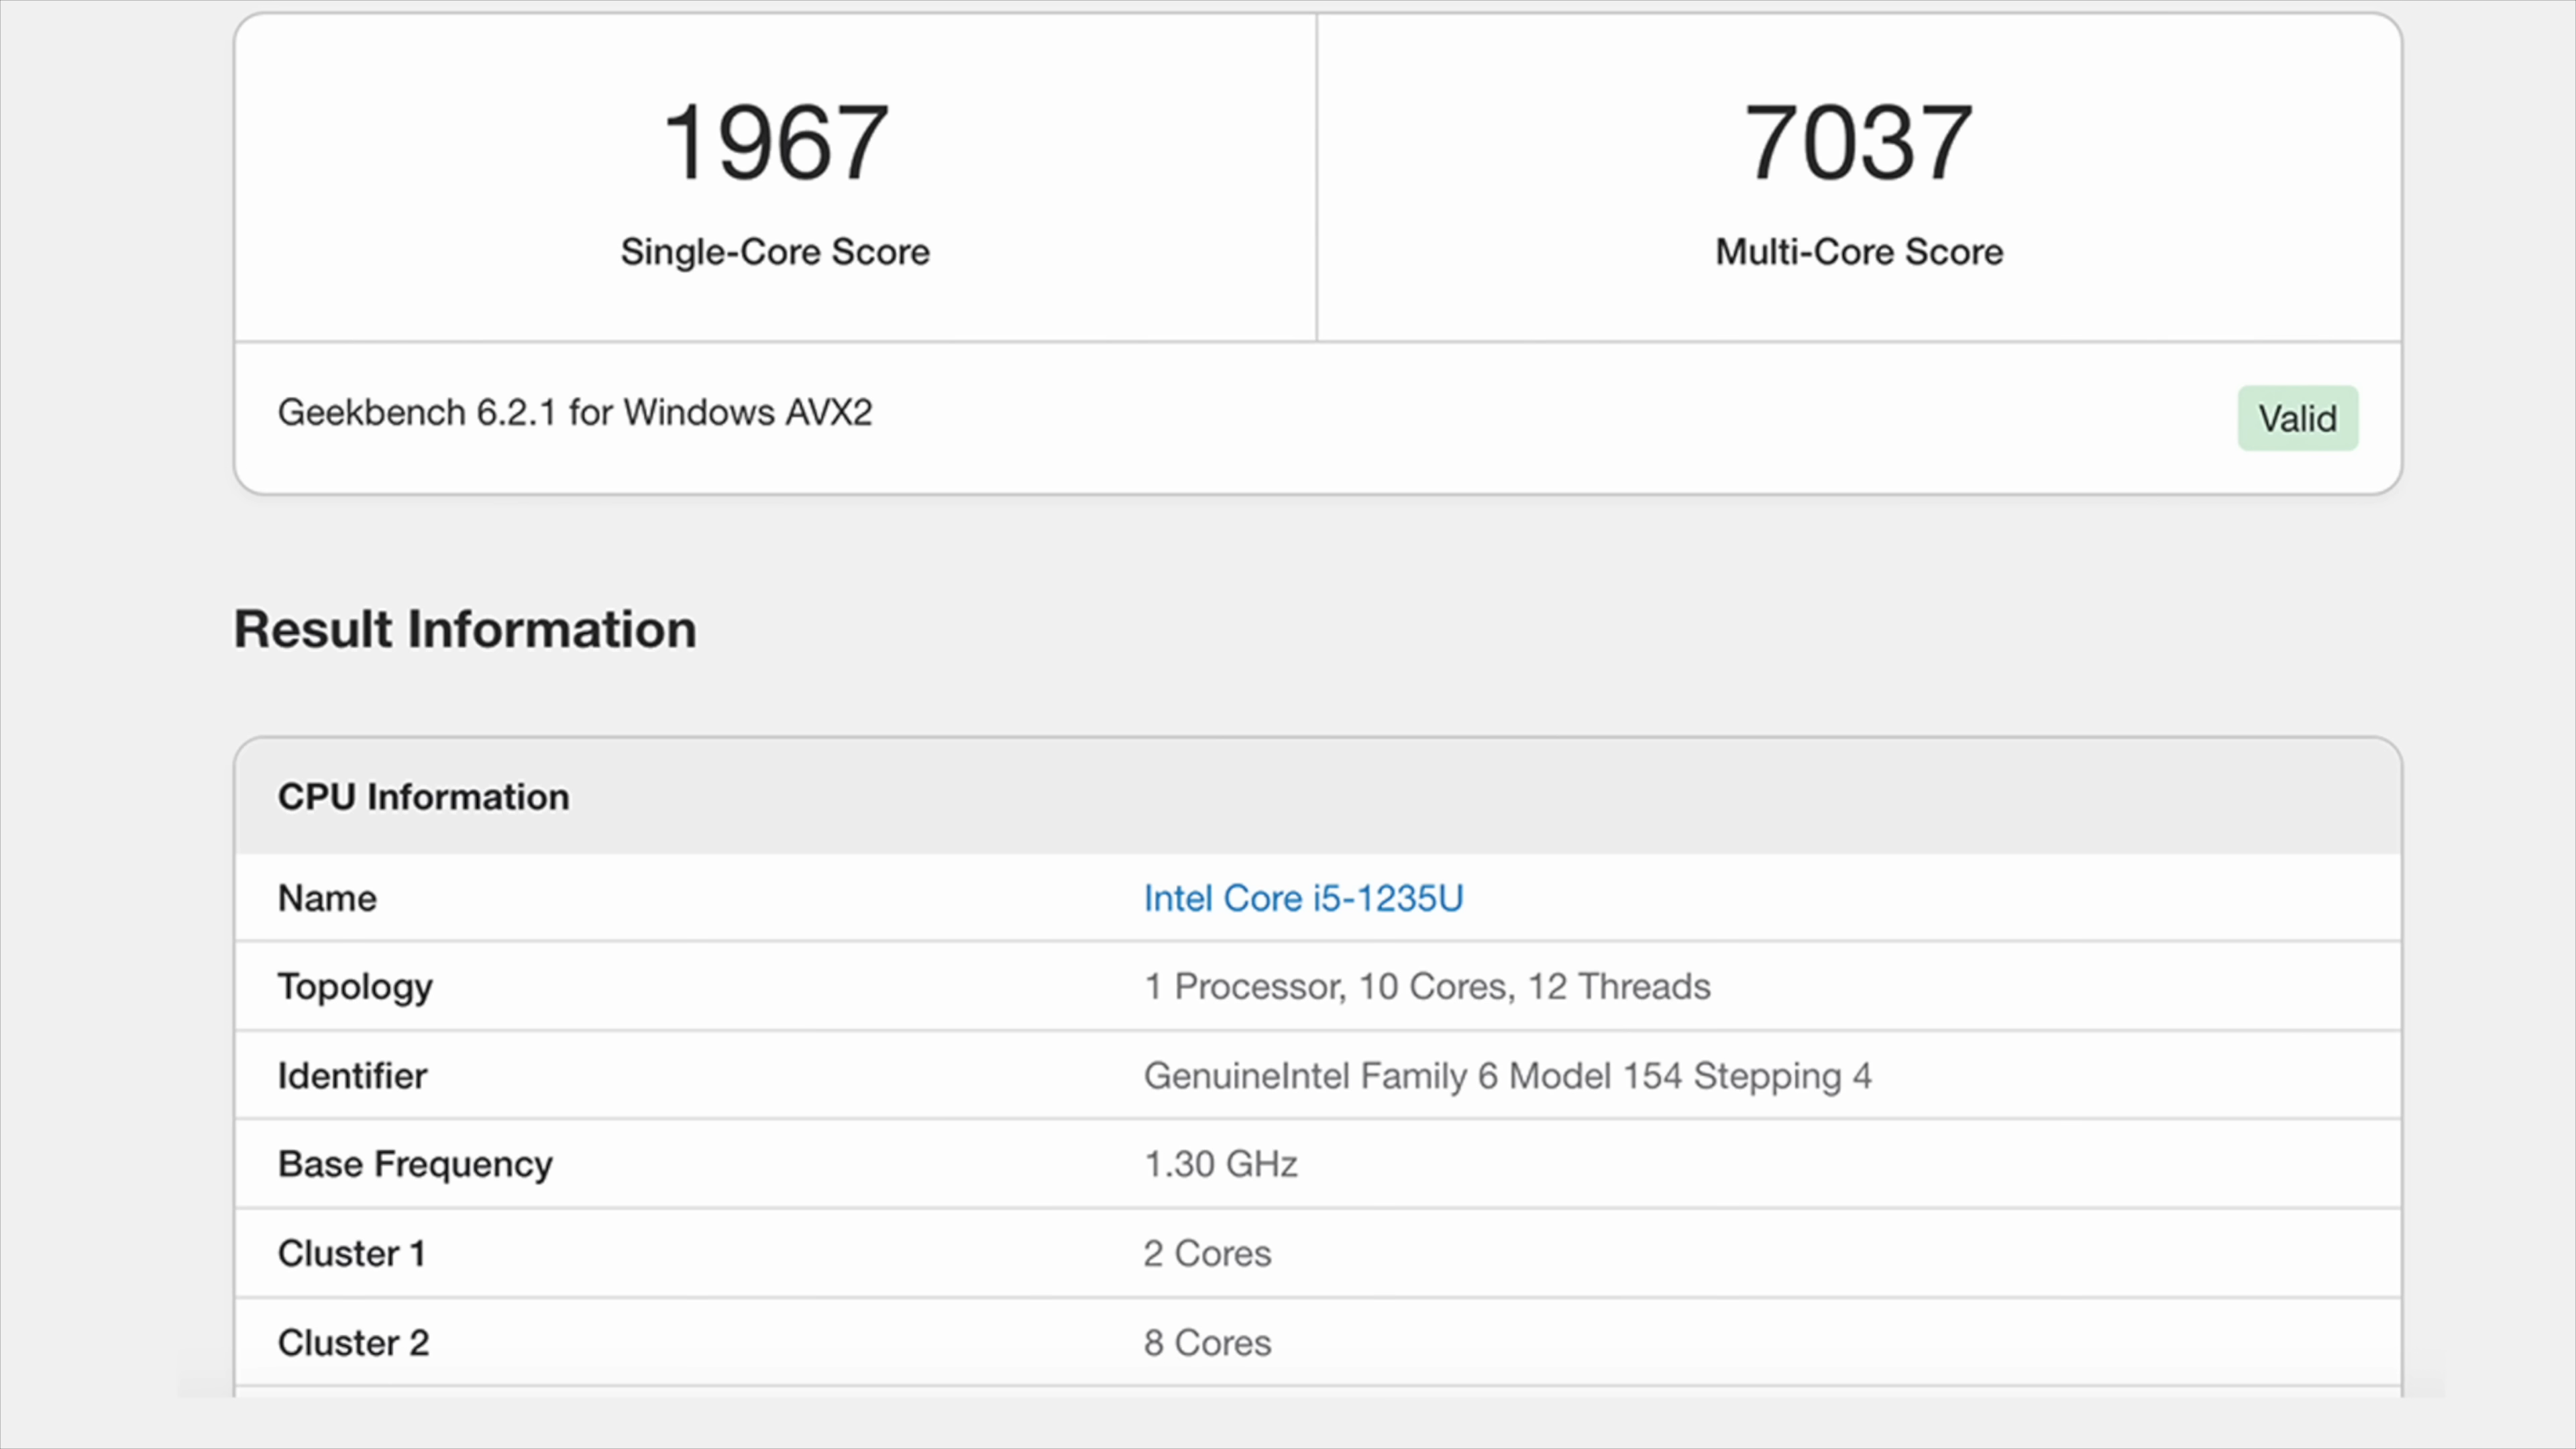 1967
Single-Core Score
7037
Multi-Core Score
Geekbench 6.2.1 for Windows AVX2
Valid
Result Information
CPU Information
Name Intel Core i5-1235U
Topology 1 Processor, 10 Cores, 12 Threads
Identifier GenuineIntel Family 6 Model 154 Stepping 4
Base Frequency 1.30 GHz
Cluster 1 2 Cores
Cluster 2 8 Cores